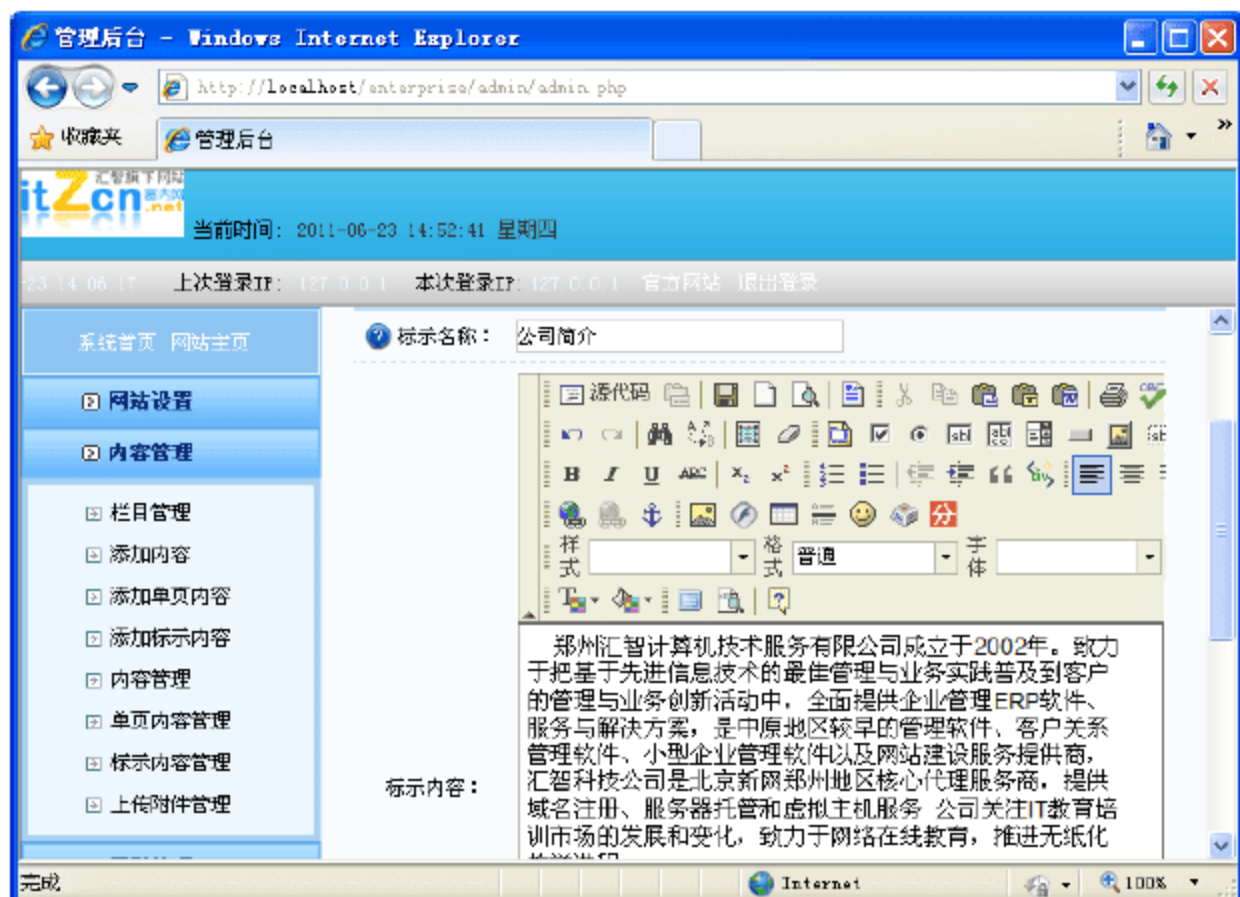 管理后台 - Windows Internet Explorer
http://localhost/enterprise/admin/admin.php
收藏夹 管理后台
汇智旗下网站
itZcn .net 窗内网
当前时间: 2011-06-23 14:52:41 星期四
-23 14:06:17 上次登录IP: 127.0.0.1 本次登录IP: 127.0.0.1 官方网站 退出登录
系统首页 网站主页
网站设置
内容管理
栏目管理
添加内容
添加单页内容
添加标示内容
内容管理
单页内容管理
标示内容管理
上传附件管理
标示名称： 公司简介
源代码
B I U ABC x₂ x²
样式 格式 普通 字体
标示内容：
郑州汇智计算机技术服务有限公司成立于2002年。致力
于把基于先进信息技术的最佳管理与业务实践普及到客户
的管理与业务创新活动中，全面提供企业管理ERP软件、
服务与解决方案，是中原地区较早的管理软件、客户关系
管理软件、小型企业管理软件以及网站建设服务提供商，
汇智科技公司是北京新网郑州地区核心代理服务商，提供
域名注册、服务器托管和虚拟主机服务 公司关注IT教育培
训市场的发展和变化，致力于网络在线教育，推进无纸化
完成 Internet 100%